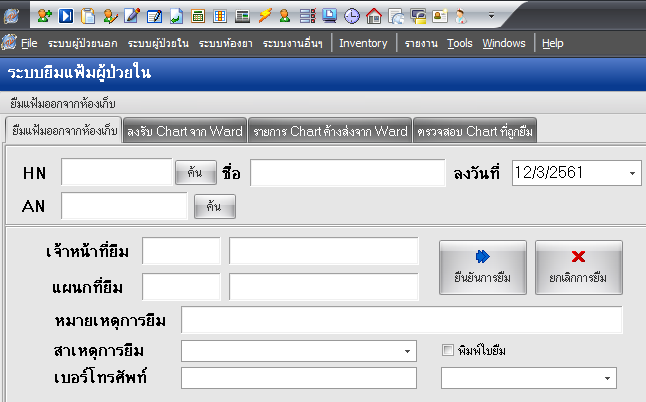 File ระบบผู้ป่วยนอก ระบบผู้ป่วยใน ระบบห้องยา ระบบงานอื่นๆ Inventory รายงาน Tools Windows Help
ระบบยืมแฟ้มผู้ป่วยใน
ยืมแฟ้มออกจากห้องเก็บ
ยืมแฟ้มออกจากห้องเก็บ ลงรับ Chart จาก Ward รายการ Chart ค้างส่งจาก Ward ตรวจสอบ Chart ที่ถูกยืม
HN ค้น ชื่อ ลงวันที่ 12/3/2561
AN ค้น
เจ้าหน้าที่ยืม
แผนกที่ยืม
ยืนยันการยืม ยกเลิกการยืม
หมายเหตุการยืม
สาเหตุการยืม พิมพ์ใบยืม
เบอร์โทรศัพท์